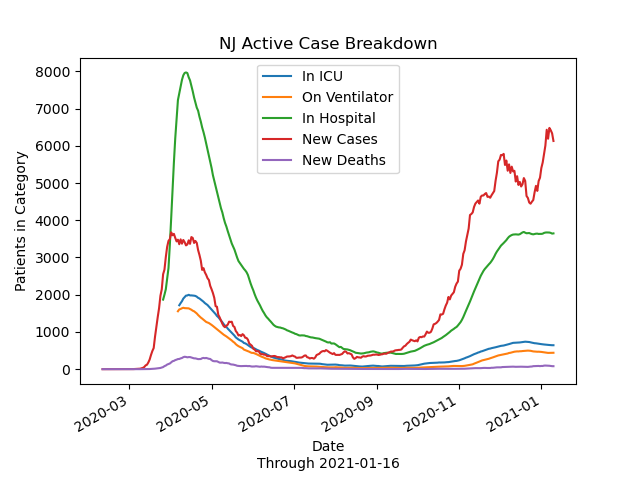 NJ Active Case Breakdown
In ICU
On Ventilator
In Hospital
New Cases
New Deaths
Patients in Category
8000
7000
6000
5000
4000
3000
2000
1000
0
2020-03
2020-05
2020-07
2020-09
2020-11
2021-01
Date
Through 2021-01-16